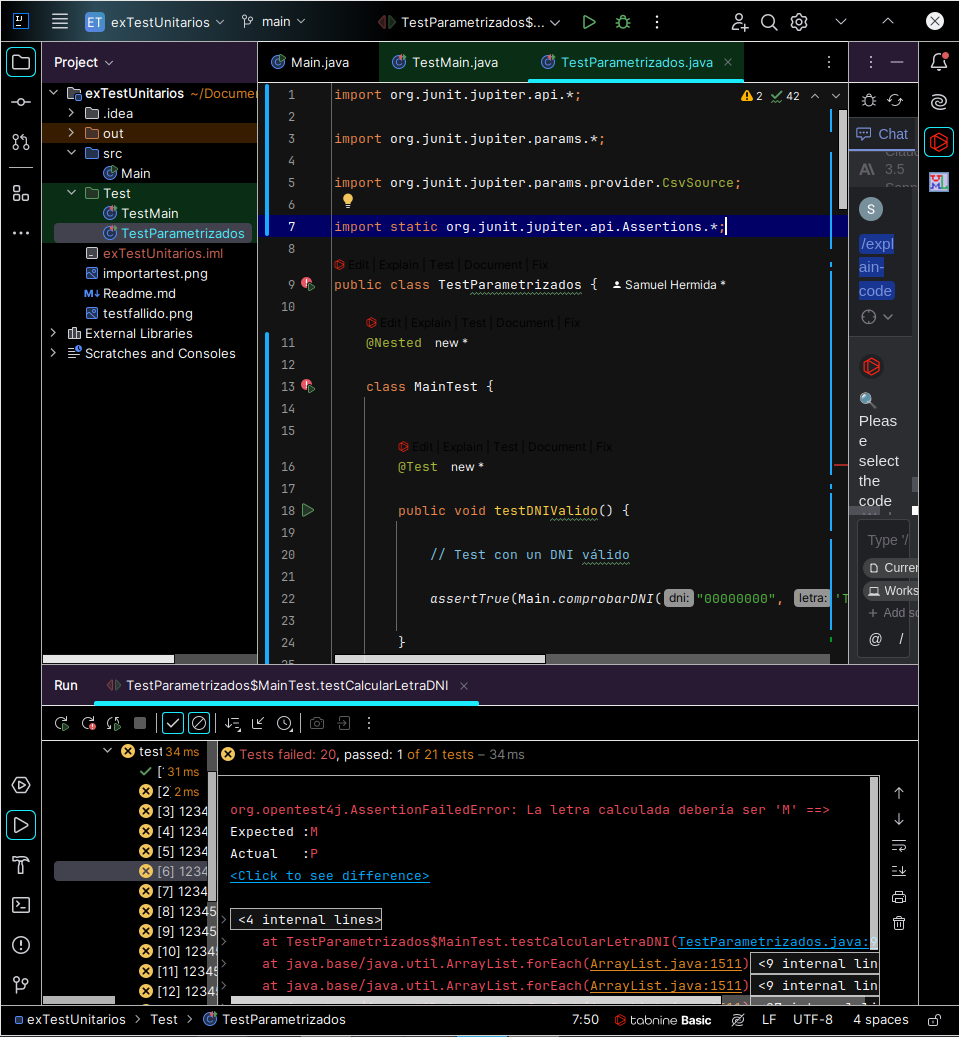 ET exTestUnitarios main TestParametrizados$...
Project
Main.java TestMain.java TestParametrizados.java
exTestUnitarios ~/Documen
.idea
out
src
Main
Test
TestMain
TestParametrizados
exTestUnitarios.iml
importartest.png
M↓ Readme.md
testfallido.png
External Libraries
Scratches and Consoles
2 42
1 import org.junit.jupiter.api.*;
2
3 import org.junit.jupiter.params.*;
4
5 import org.junit.jupiter.params.provider.CsvSource;
6
7 import static org.junit.jupiter.api.Assertions.*;
8
Edit | Explain | Test | Document | Fix
9 public class TestParametrizados { Samuel Hermida *
10
Edit | Explain | Test | Document | Fix
11 @Nested new *
12
13 class MainTest {
14
15
Edit | Explain | Test | Document | Fix
16 @Test new *
17
18 public void testDNIValido() {
19
20 // Test con un DNI válido
21
22 assertTrue(Main.comprobarDNI( dni: "00000000", letra: 'T
23
24 }
25
Chat
3.5
S
/expl
ain-
code
Pleas
e
select
the
code
Type '/
Curren
Works
+ Add sc
@ /
Run TestParametrizados$MainTest.testCalcularLetraDNI
test 34 ms
[1 31 ms
[2 2 ms
[3] 1234
[4] 1234
[5] 1234
[6] 1234
[7] 1234
[8] 12345
[9] 12345
[10] 1234
[11] 12345
[12] 1234
Tests failed: 20, passed: 1 of 21 tests – 34 ms
org.opentest4j.AssertionFailedError: La letra calculada debería ser 'M' ==>
Expected :M
Actual :P
<Click to see difference>
<4 internal lines>
at TestParametrizados$MainTest.testCalcularLetraDNI(TestParametrizados.java:9
at java.base/java.util.ArrayList.forEach(ArrayList.java:1511) <9 internal lin
at java.base/java.util.ArrayList.forEach(ArrayList.java:1511) <9 internal lin
exTestUnitarios > Test > TestParametrizados 7:50 tabnine Basic LF UTF-8 4 spaces